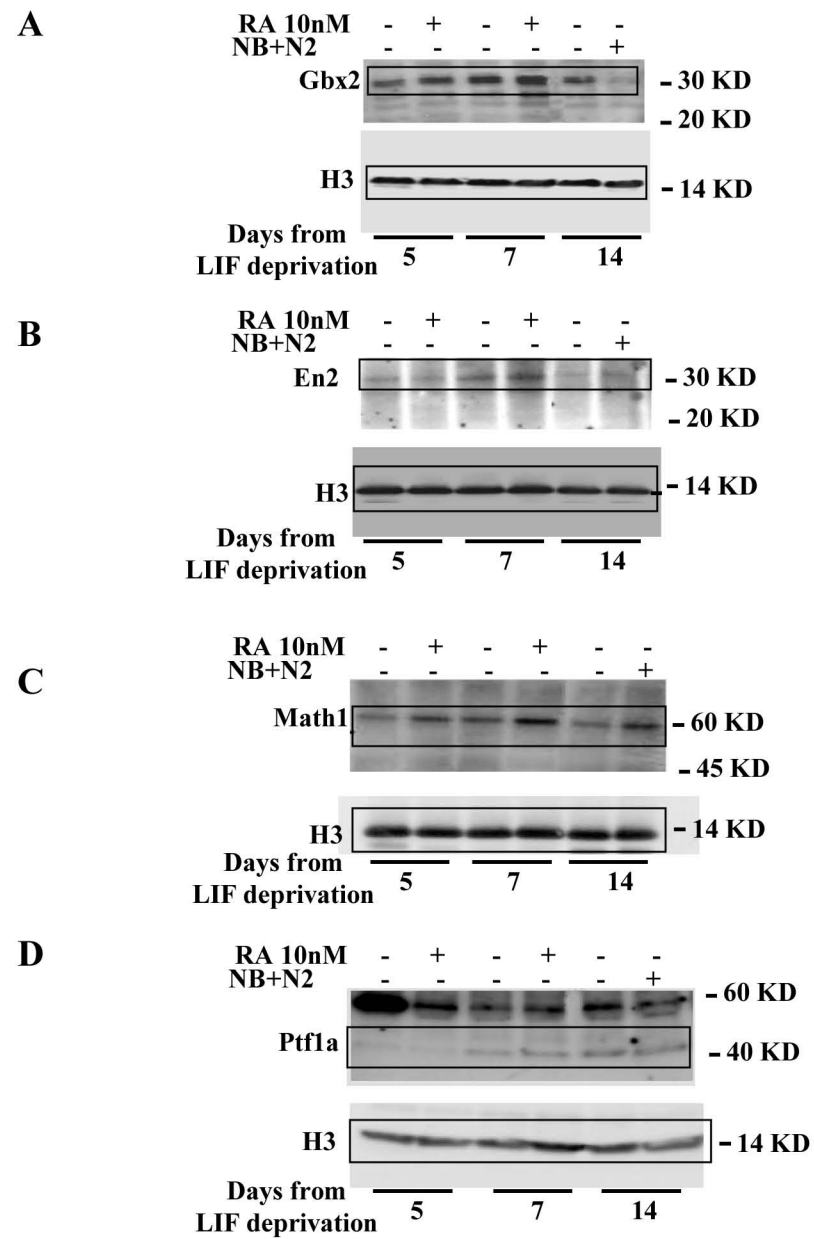 A
RA 10nM - + - + - -
NB+N2 - - - - - +
Gbx2
- 30 KD
- 20 KD
H3
- 14 KD
Days from
LIF deprivation
5 7 14
B
RA 10nM - + - + - -
NB+N2 - - - - - +
En2
- 30 KD
- 20 KD
H3
- 14 KD
Days from
LIF deprivation
5 7 14
C
RA 10nM - + - + - -
NB+N2 - - - - - +
Math1
- 60 KD
- 45 KD
H3
- 14 KD
Days from
LIF deprivation
5 7 14
D
RA 10nM - + - + - -
NB+N2 - - - - - +
- 60 KD
Ptf1a
- 40 KD
H3
- 14 KD
Days from
LIF deprivation
5 7 14